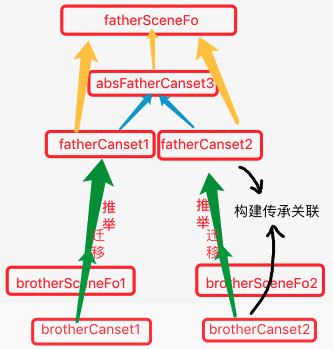 fatherSceneFo
absFatherCanset3
fatherCanset1
fatherCanset2
推举
迁移
推举
迁移
构建传承关联
brotherSceneFo1
brotherSceneFo2
brotherCanset1
brotherCanset2